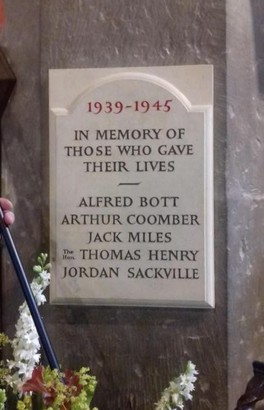 1939-1945
IN MEMORY OF
THOSE WHO GAVE
THEIR LIVES
ALFRED BOTT
ARTHUR COOMBER
JACK MILES
The Hon. THOMAS HENRY
JORDAN SACKVILLE